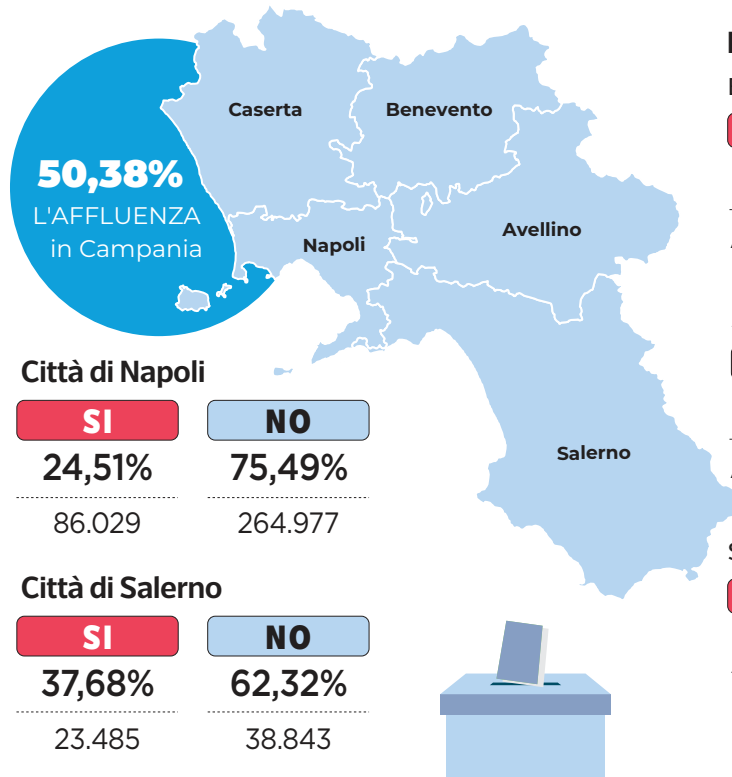 Caserta
Benevento
50,38%
L'AFFLUENZA
in Campania
Napoli
Avellino
Salerno
Città di Napoli
SI NO
24,51% 75,49%
86.029 264.977
Città di Salerno
SI NO
37,68% 62,32%
23.485 38.843